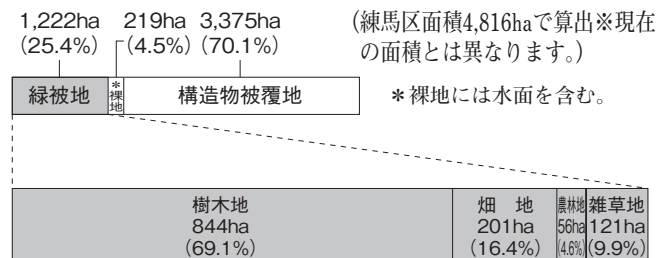 1,222ha 219ha 3,375ha
(25.4%) (4.5%) (70.1%)
(練馬区面積4,816haで算出※現在
の面積とは異なります。)
緑被地 *裸地 構造物被覆地
*裸地には水面を含む。
樹木地 畑 地 農林地 雑草地
844ha 201ha 56ha 121ha
(69.1%) (16.4%) (4.6%) (9.9%)